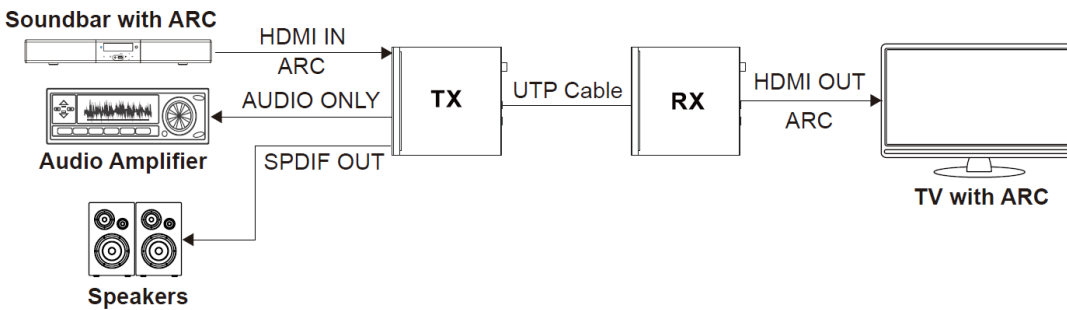 Soundbar with ARC
HDMI IN
ARC
AUDIO ONLY
Audio Amplifier
SPDIF OUT
Speakers
TX
UTP Cable
RX
HDMI OUT
ARC
TV with ARC